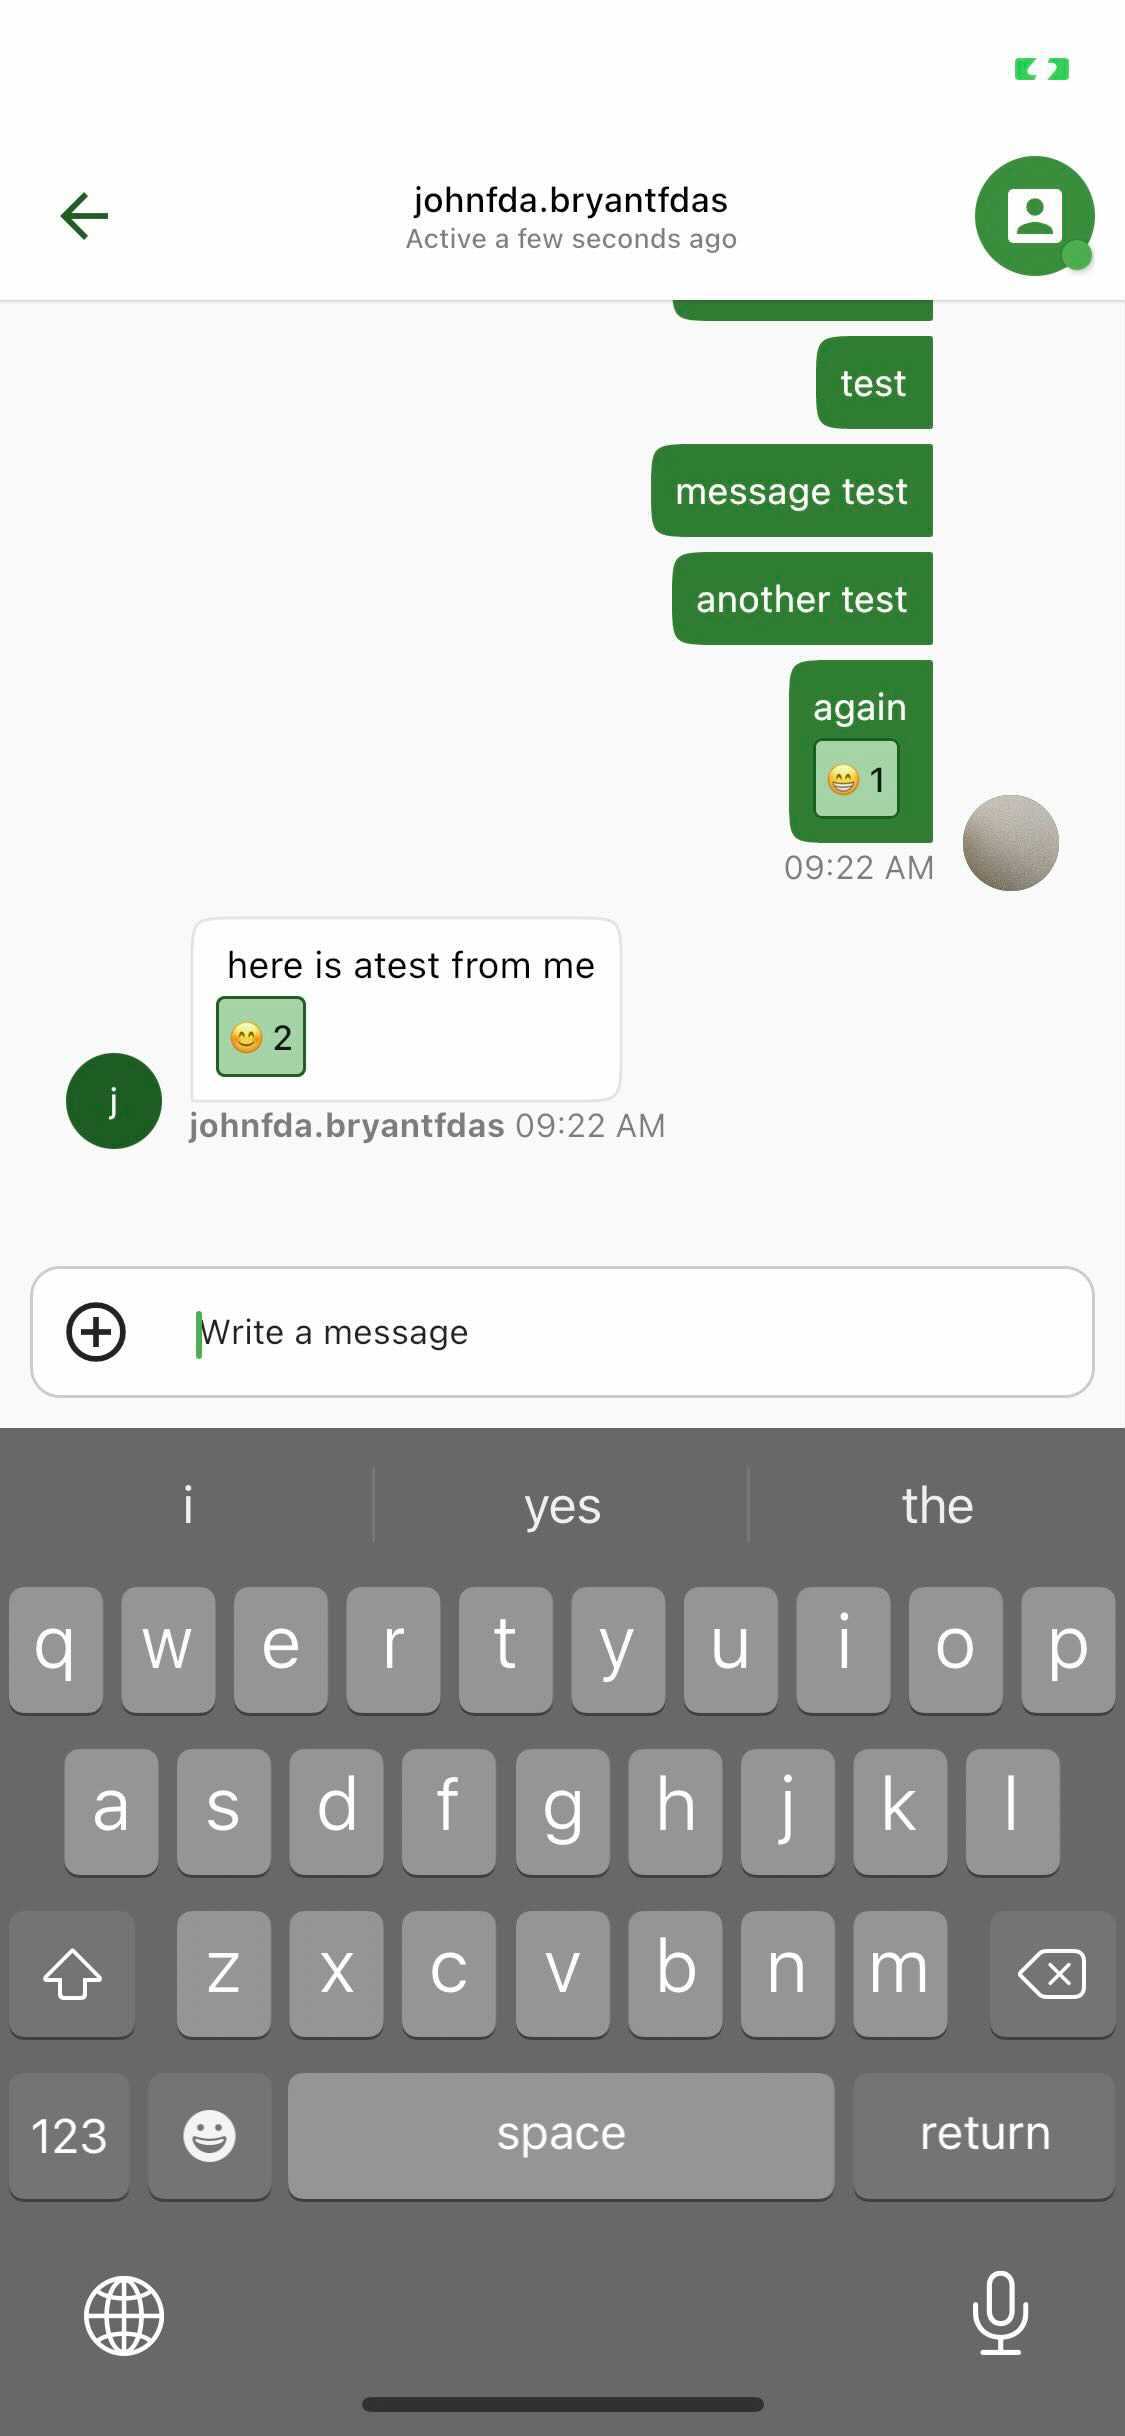 johnfda.bryantfdas
Active a few seconds ago
test
message test
another test
again
😁 1
09:22 AM
here is atest from me
😊 2
j
johnfda.bryantfdas 09:22 AM
Write a message
i yes the
q w e r t y u i o p
a s d f g h j k l
z x c v b n m
123 space return